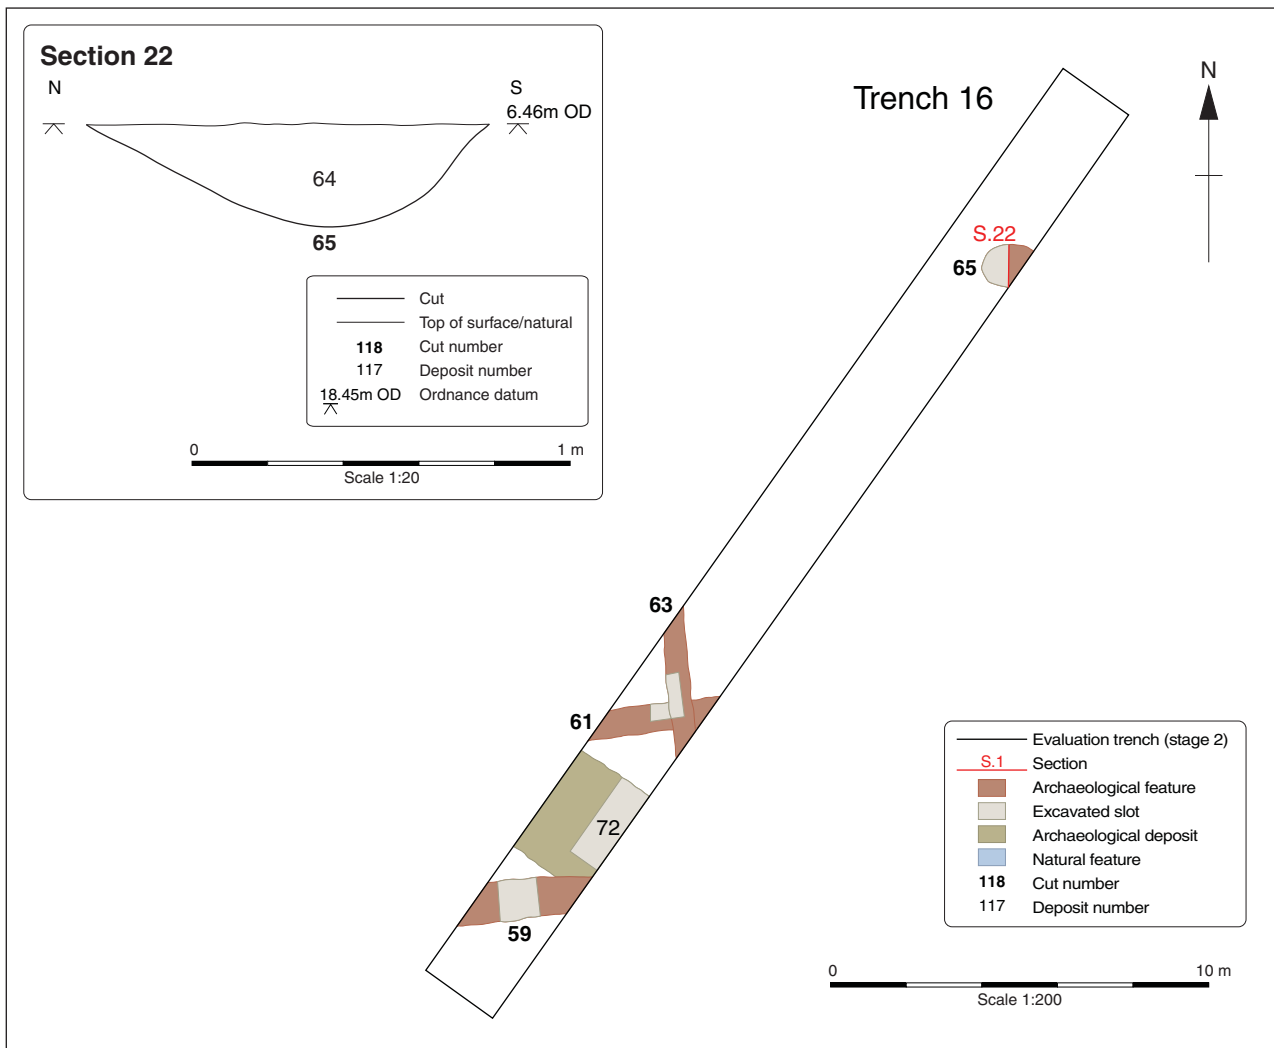 Section 22
N
S
6.46m OD
64
65
Cut
Top of surface/natural
118 Cut number
117 Deposit number
18.45m OD Ordnance datum
0 1 m
Scale 1:20
Trench 16
N
S.22
65
63
61
72
59
Evaluation trench (stage 2)
S.1 Section
Archaeological feature
Excavated slot
Archaeological deposit
Natural feature
118 Cut number
117 Deposit number
0 10 m
Scale 1:200